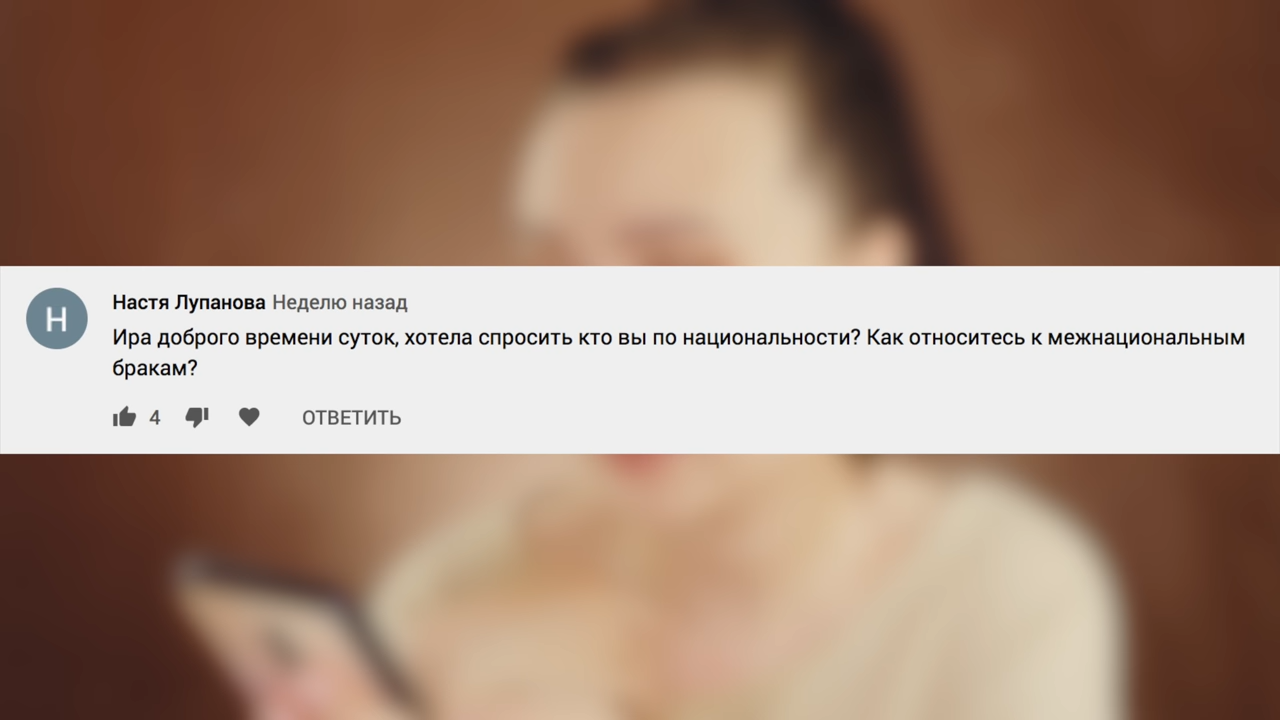 Н
Настя Лупанова Неделю назад
Ира доброго времени суток, хотела спросить кто вы по национальности? Как относитесь к межнациональным
бракам?
4 ОТВЕТИТЬ